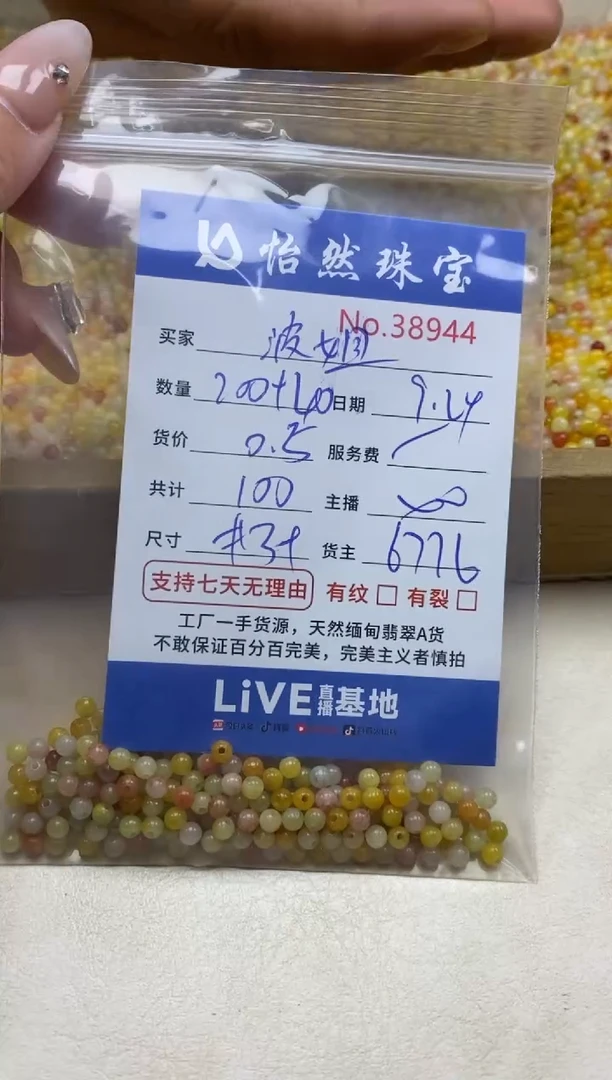 怡然珠宝
No.38944
买家 波姐
数量 200+40 日期 9.24
货价 0.5 服务费 /
共计 100 主播
尺寸 #3+ 货主 6776
支持七天无理由 有纹 □ 有裂 □
工厂一手货源，天然缅甸翡翠A货
不敢保证百分百完美，完美主义者慎拍
LiVE直播基地